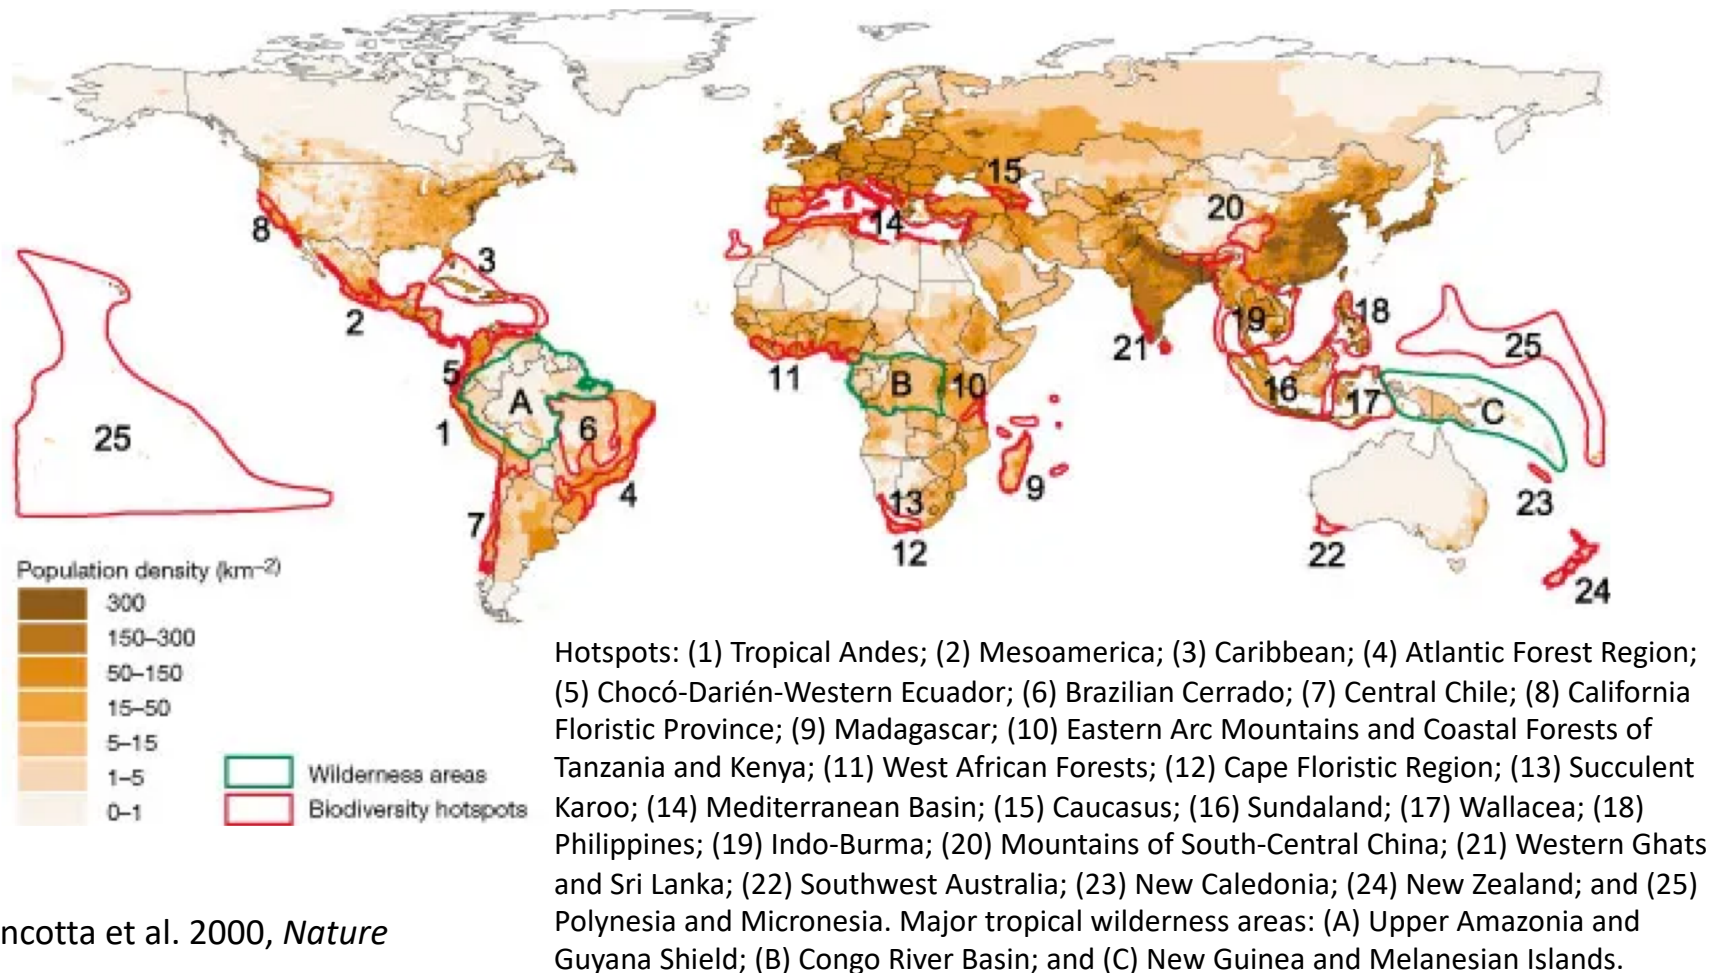 15
20
8
3
14
18
2
19
25
21
5
11
B
10
16
17
C
A
1
6
25
9
4
23
7
13
12
22
24
Population density (km–2)
300
150–300
50–150
15–50
5–15
1–5
0–1
Wilderness areas
Biodiversity hotspots
Hotspots: (1) Tropical Andes; (2) Mesoamerica; (3) Caribbean; (4) Atlantic Forest Region;
(5) Chocó-Darién-Western Ecuador; (6) Brazilian Cerrado; (7) Central Chile; (8) California
Floristic Province; (9) Madagascar; (10) Eastern Arc Mountains and Coastal Forests of
Tanzania and Kenya; (11) West African Forests; (12) Cape Floristic Region; (13) Succulent
Karoo; (14) Mediterranean Basin; (15) Caucasus; (16) Sundaland; (17) Wallacea; (18)
Philippines; (19) Indo-Burma; (20) Mountains of South-Central China; (21) Western Ghats
and Sri Lanka; (22) Southwest Australia; (23) New Caledonia; (24) New Zealand; and (25)
Polynesia and Micronesia. Major tropical wilderness areas: (A) Upper Amazonia and
Guyana Shield; (B) Congo River Basin; and (C) New Guinea and Melanesian Islands.
ncotta et al. 2000, Nature